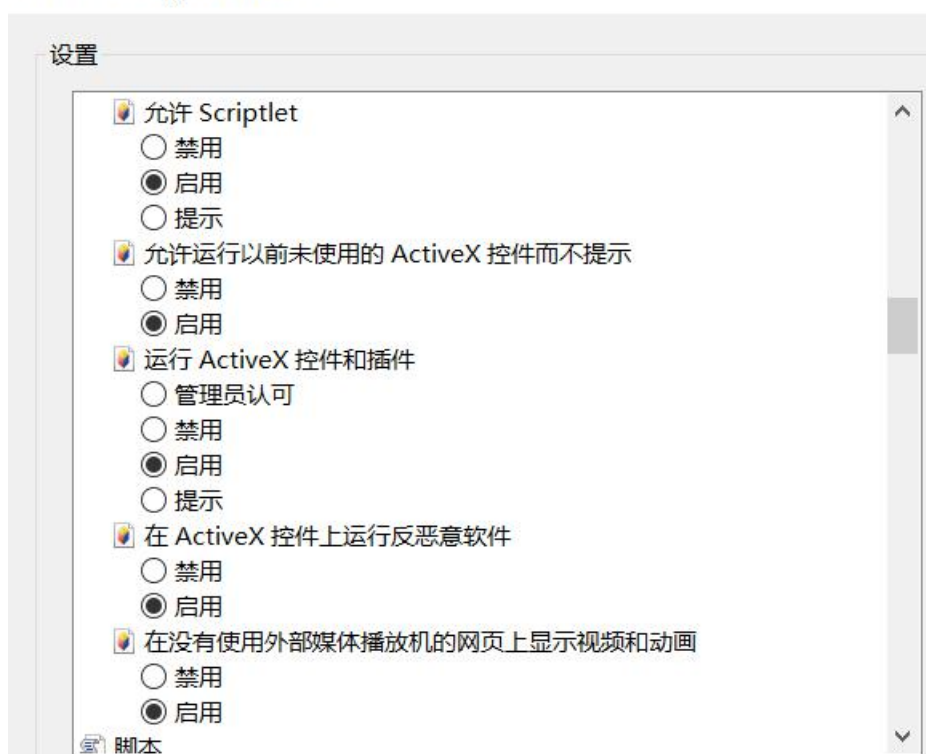 设置
允许 Scriptlet
禁用
启用
提示
允许运行以前未使用的 ActiveX 控件而不提示
禁用
启用
运行 ActiveX 控件和插件
管理员认可
禁用
启用
提示
在 ActiveX 控件上运行反恶意软件
禁用
启用
在没有使用外部媒体播放机的网页上显示视频和动画
禁用
启用
脚本